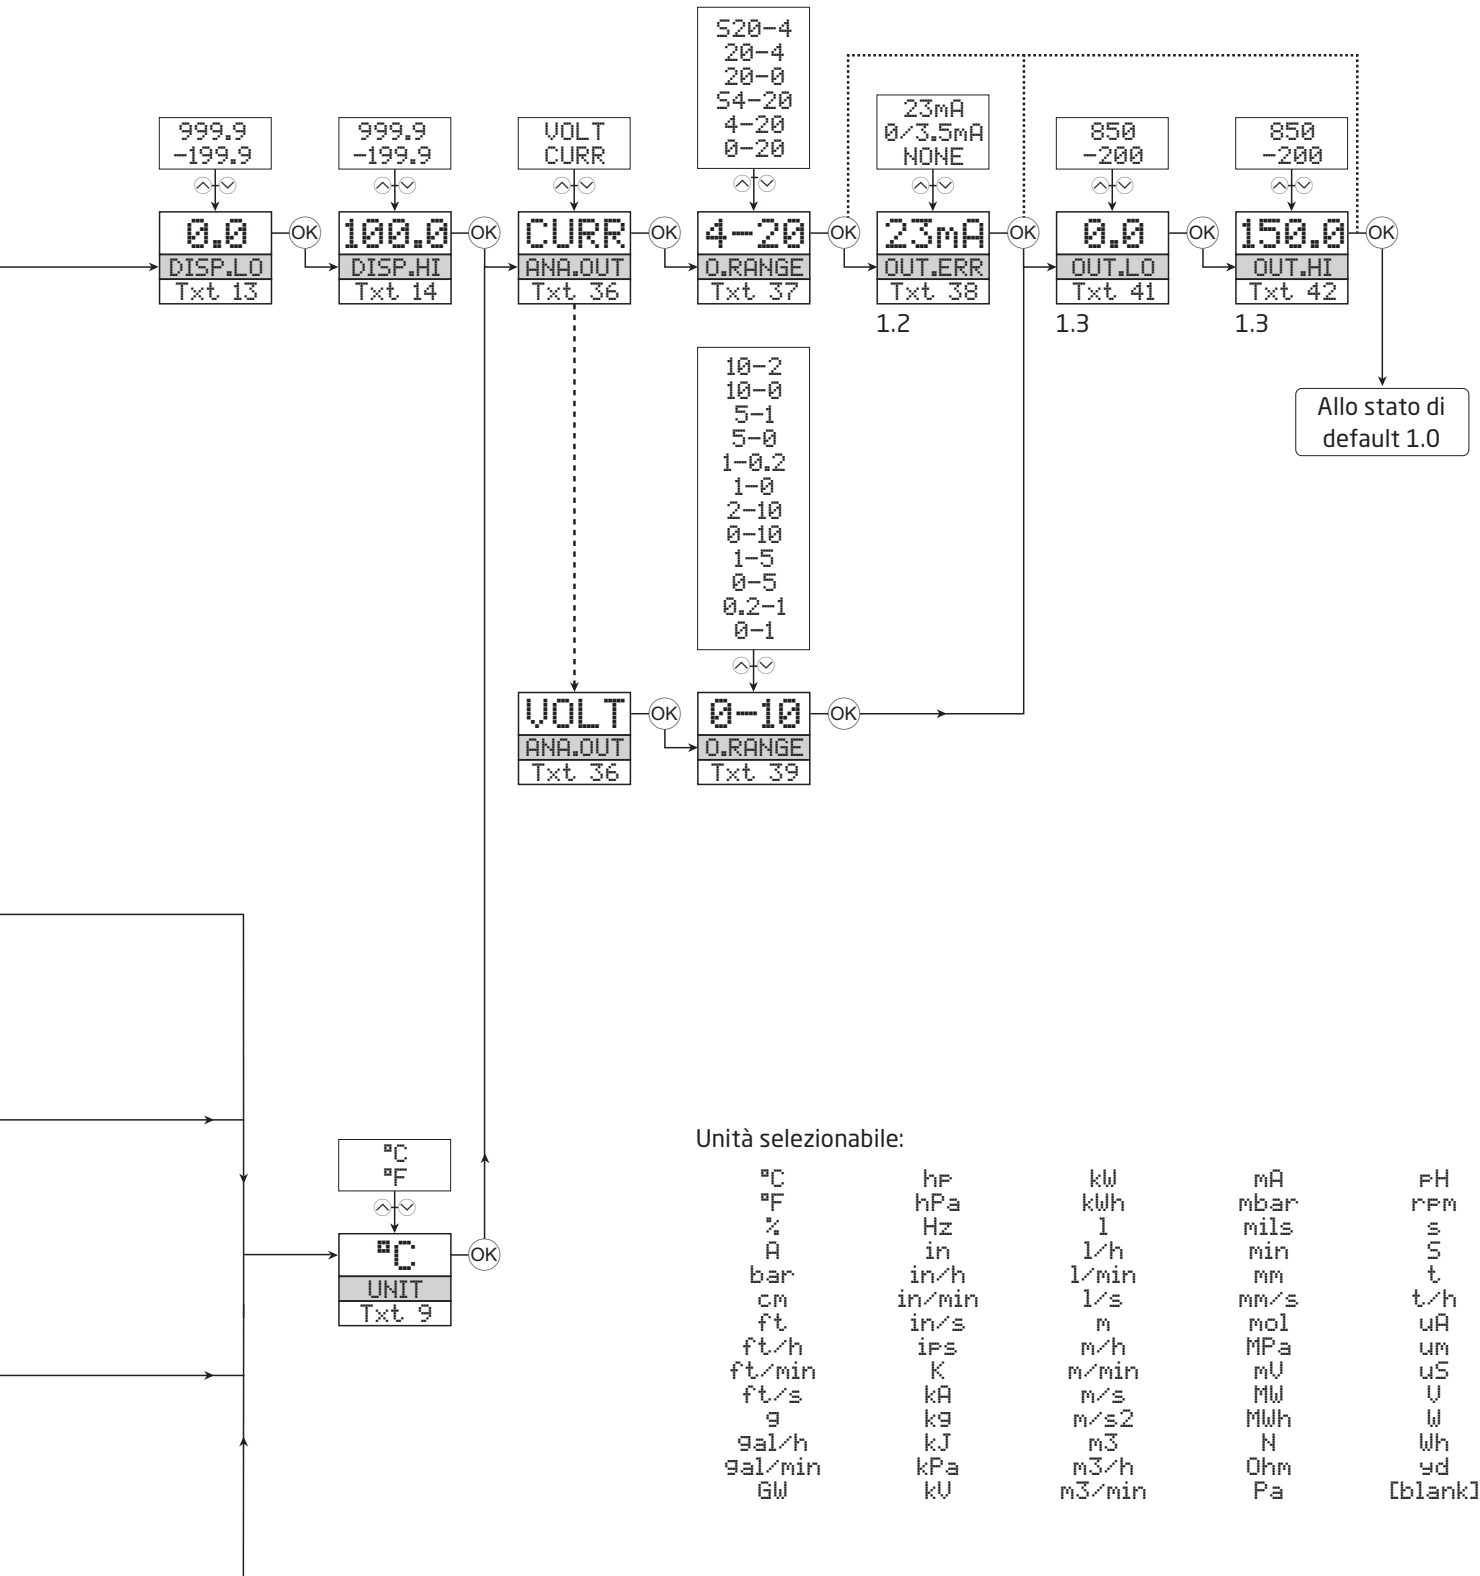 S20-4
20-4
20-0
S4-20
4-20
0-20
999.9
-199.9
999.9
-199.9
VOLT
CURR
23mA
0/3.5mA
NONE
850
-200
850
-200
0.0
OK
100.0
OK
CURR
OK
4-20
OK
23mA
OK
0.0
OK
150.0
OK
DISP.LO
DISP.HI
ANA.OUT
O.RANGE
OUT.ERR
OUT.LO
OUT.HI
Txt 13
Txt 14
Txt 36
Txt 37
Txt 38
Txt 41
Txt 42
1.2
1.3
1.3
10-2
10-0
5-1
5-0
1-0.2
1-0
2-10
0-10
1-5
0-5
0.2-1
0-1
Allo stato di
default 1.0
VOLT
OK
0-10
OK
ANA.OUT
O.RANGE
Txt 36
Txt 39
°C
°F
°C
OK
UNIT
Txt 9
Unità selezionabile:
°C hp kW mA pH
°F hPa kWh mbar rpm
% Hz l mils s
A in l/h min S
bar in/h l/min mm t
cm in/min l/s mm/s t/h
ft in/s m mol uA
ft/h ips m/h MPa um
ft/min K m/min mV uS
ft/s kA m/s MW V
g kg m/s2 MWh W
gal/h kJ m3 N Wh
gal/min kPa m3/h Ohm yd
GW kV m3/min Pa [blank]